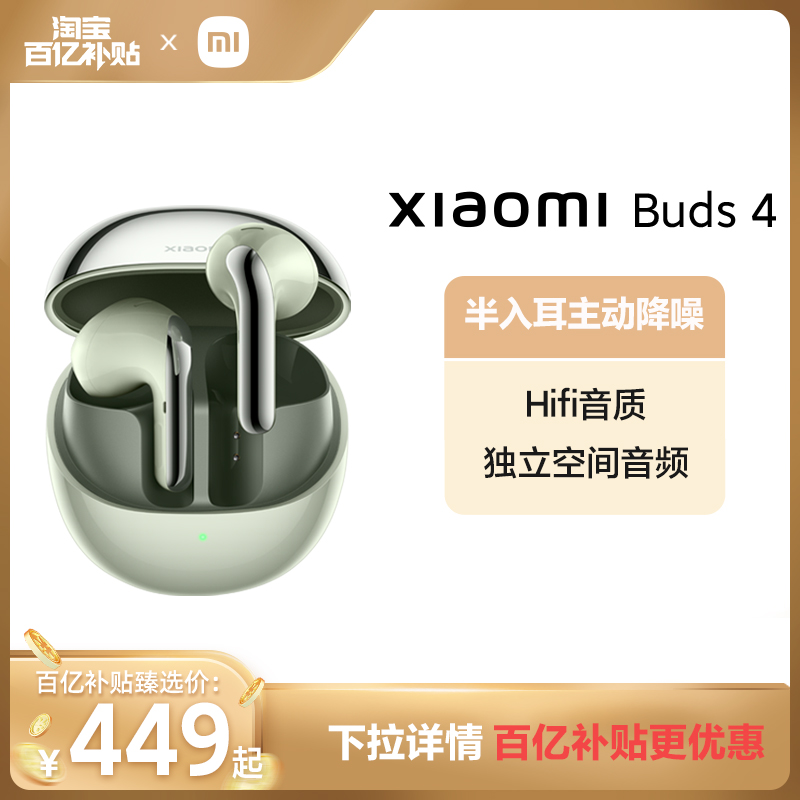 淘宝
百亿补贴 x mi
xiaomi Buds 4
xiaom
半入耳主动降噪
Hifi音质
独立空间音频
百亿补贴臻选价:
¥449起
下拉详情 百亿补贴更优惠